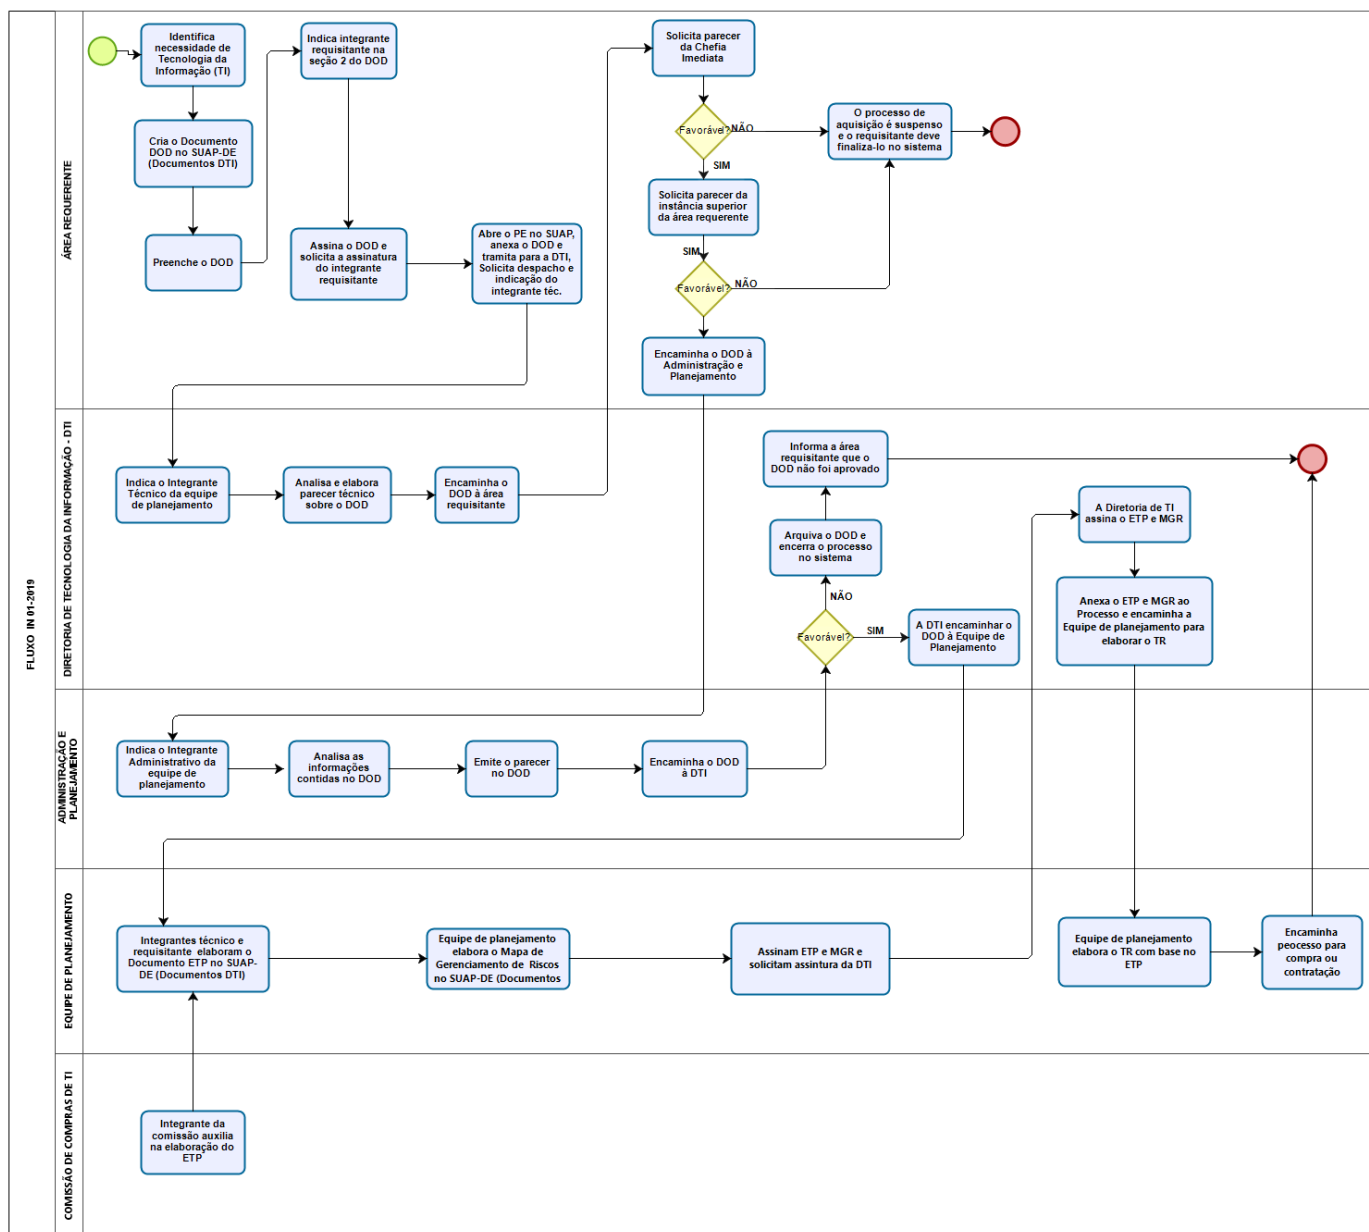 FLUXO IN 01-2019
ÁREA REQUERENTE
Identifica
necessidade de
Tecnologia da
Informação (TI)
Cria o Documento
DOD no SUAP-DE
(Documentos DTI)
Preenche o DOD
Indica integrante
requisitante na
seção 2 do DOD
Assina o DOD e
solicita a assinatura
do integrante
requisitante
Abre o PE no SUAP,
anexa o DOD e
tramita para a DTI,
Solicita despacho e
indicação do
integrante téc.
Solicita parecer
da Chefia
Imediata
Favorável?
NÃO
SIM
O processo de
aquisição é suspenso
e o requisitante deve
finaliza-lo no sistema
Solicita parecer da
instância superior
da área requerente
SIM
Favorável?
NÃO
Encaminha o DOD à
Administração e
Planejamento
DIRETORIA DE TECNOLOGIA DA INFORMAÇÃO - DTI
Indica o Integrante
Técnico da equipe
de planejamento
Analisa e elabora
parecer técnico
sobre o DOD
Encaminha o
DOD à área
requisitante
Informa a área
requisitante que o
DOD não foi aprovado
Arquiva o DOD e
encerra o processo
no sistema
NÃO
Favorável?
SIM
A DTI encaminhar o
DOD à Equipe de
Planejamento
A Diretoria de TI
assina o ETP e MGR
Anexa o ETP e MGR ao
Processo e encaminha a
Equipe de planejamento para
elaborar o TR
ADMINISTRAÇÃO E
PLANEJAMENTO
Indica o Integrante
Administrativo da
equipe de
planejamento
Analisa as
informações
contidas no DOD
Emite o parecer
no DOD
Encaminha o DOD
à DTI
EQUIPE DE PLANEJAMENTO
Integrantes técnico e
requisitante elaboram o
Documento ETP no SUAP-
DE (Documentos DTI)
Equipe de planejamento
elabora o Mapa de
Gerenciamento de Riscos
no SUAP-DE (Documentos
Assinam ETP e MGR e
solicitam assintura da DTI
Equipe de planejamento
elabora o TR com base no
ETP
Encaminha
peocesso para
compra ou
contratação
COMISSÃO DE COMPRAS DE TI
Integrante da
comissão auxilia
na elaboração do
ETP